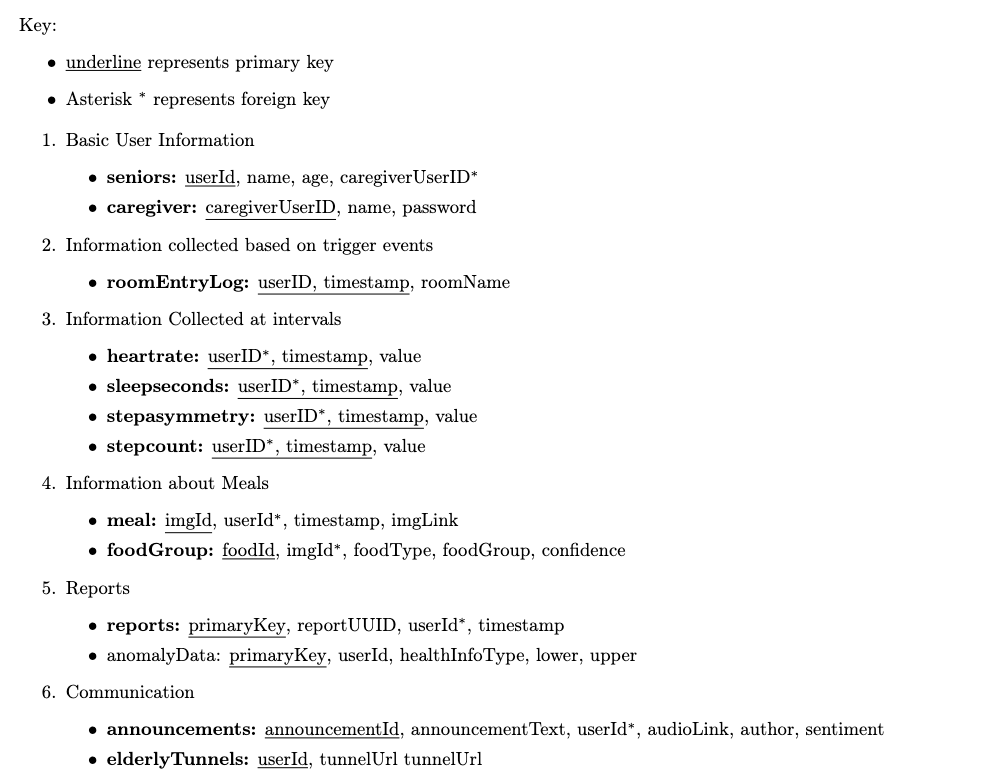 Key:
• underline represents primary key
• Asterisk * represents foreign key
1. Basic User Information
• seniors: userId, name, age, caregiverUserID*
• caregiver: caregiverUserID, name, password
2. Information collected based on trigger events
• roomEntryLog: userID, timestamp, roomName
3. Information Collected at intervals
• heartrate: userID*, timestamp, value
• sleepseconds: userID*, timestamp, value
• stepasymmetry: userID*, timestamp, value
• stepcount: userID*, timestamp, value
4. Information about Meals
• meal: imgId, userId*, timestamp, imgLink
• foodGroup: foodId, imgId*, foodType, foodGroup, confidence
5. Reports
• reports: primaryKey, reportUUID, userId*, timestamp
• anomalyData: primaryKey, userId, healthInfoType, lower, upper
6. Communication
• announcements: announcementId, announcementText, userId*, audioLink, author, sentiment
• elderlyTunnels: userId, tunnelUrl tunnelUrl